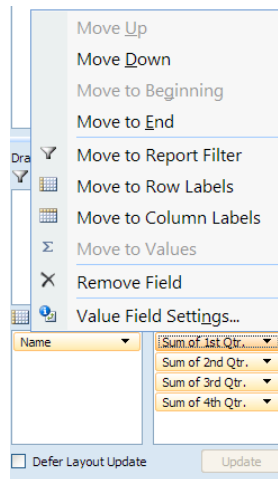 Move Up
Move Down
Move to Beginning
Move to End
Dra
Move to Report Filter
Move to Row Labels
Move to Column Labels
Σ Move to Values
Remove Field
Value Field Settings...
Name
Sum of 1st Qtr.
Sum of 2nd Qtr.
Sum of 3rd Qtr.
Sum of 4th Qtr.
Defer Layout Update
Update